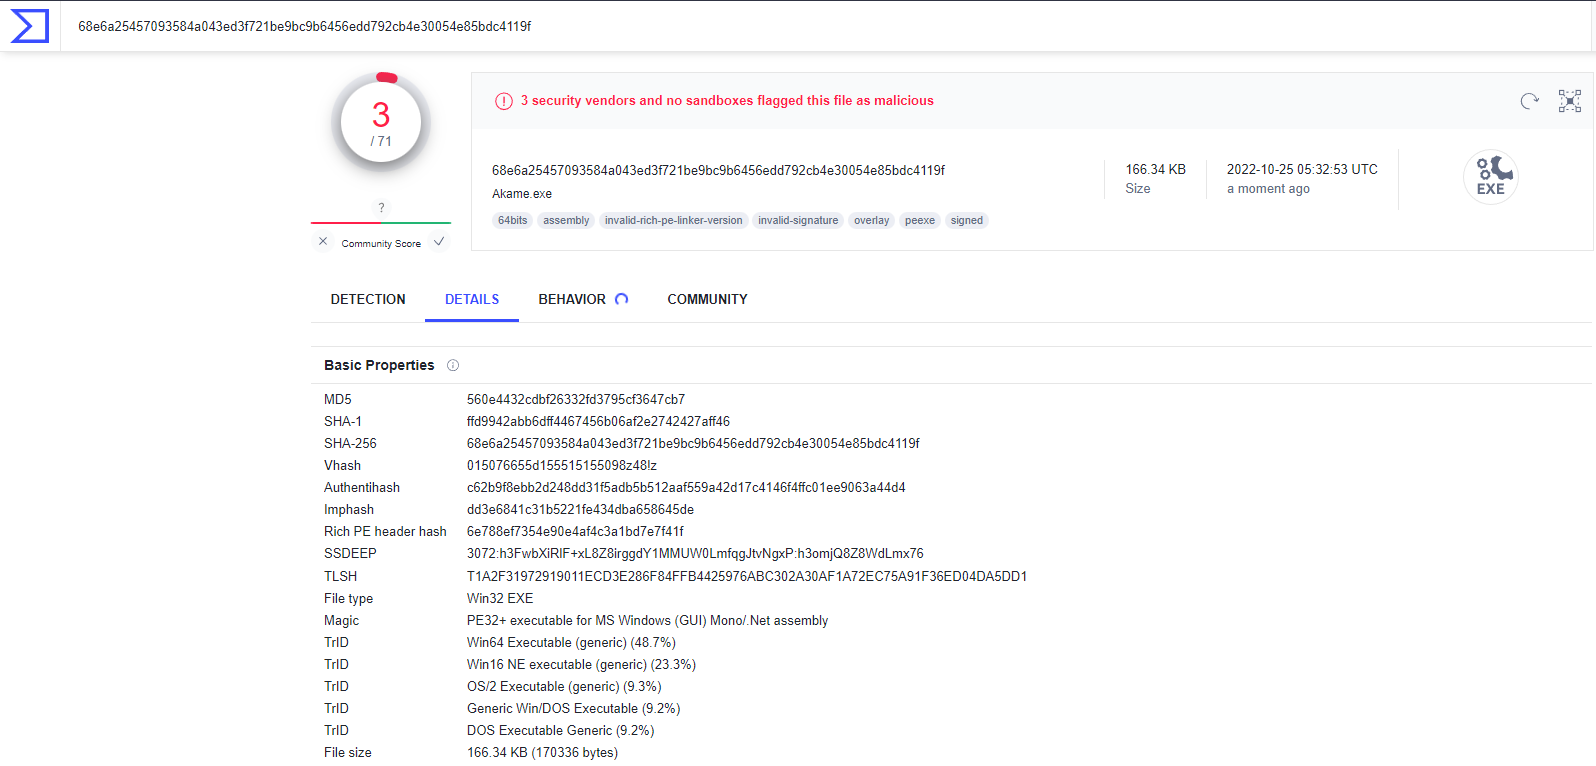 68e6a25457093584a043ed3f721be9bc9b6456edd792cb4e30054e85bdc4119f
3
/ 71
?
Community Score
3 security vendors and no sandboxes flagged this file as malicious
68e6a25457093584a043ed3f721be9bc9b6456edd792cb4e30054e85bdc4119f
Akame.exe
64bits assembly invalid-rich-pe-linker-version invalid-signature overlay peexe signed
166.34 KB
Size
2022-10-25 05:32:53 UTC
a moment ago
EXE
DETECTION DETAILS BEHAVIOR COMMUNITY
Basic Properties
MD5 560e4432cdbf26332fd3795cf3647cb7
SHA-1 ffd9942abb6dff4467456b06af2e2742427aff46
SHA-256 68e6a25457093584a043ed3f721be9bc9b6456edd792cb4e30054e85bdc4119f
Vhash 015076655d155515155098z48!z
Authentihash c62b9f8ebb2d248dd31f5adb5b512aaf559a42d17c4146f4ffc01ee9063a44d4
Imphash dd3e6841c31b5221fe434dba658645de
Rich PE header hash 6e788ef7354e90e4af4c3a1bd7e7f41f
SSDEEP 3072:h3FwbXiRIF+xL8Z8irggdY1MMUW0LmfqgJtvNgxP:h3omjQ8Z8WdLmx76
TLSH T1A2F31972919011ECD3E286F84FFB4425976ABC302A30AF1A72EC75A91F36ED04DA5DD1
File type Win32 EXE
Magic PE32+ executable for MS Windows (GUI) Mono/.Net assembly
TrID Win64 Executable (generic) (48.7%)
TrID Win16 NE executable (generic) (23.3%)
TrID OS/2 Executable (generic) (9.3%)
TrID Generic Win/DOS Executable (9.2%)
TrID DOS Executable Generic (9.2%)
File size 166.34 KB (170336 bytes)